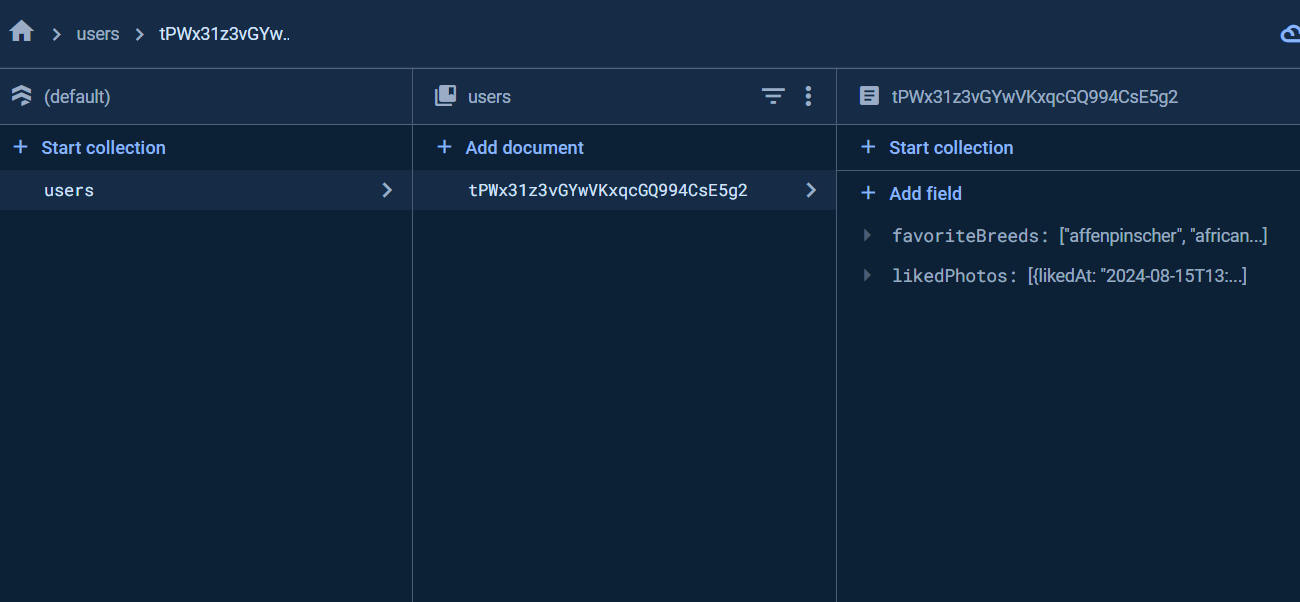 users tPWx31z3vGYw..
(default) users tPWx31z3vGYwVKxqcGQ994CsE5g2
+ Start collection + Add document + Start collection
users tPWx31z3vGYwVKxqcGQ994CsE5g2
+ Add field
favoriteBreeds: ["affenpinscher", "african...]
likedPhotos: [{likedAt: "2024-08-15T13:...]